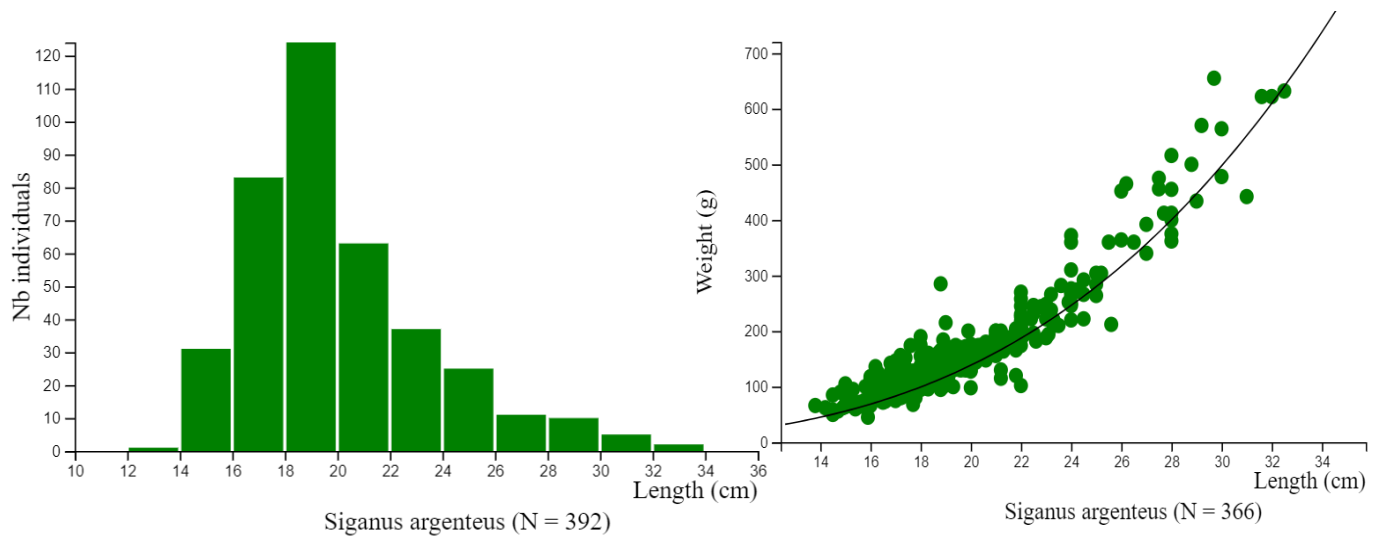 120
110
100
90
80
70
60
50
40
30
20
10
0
Nb individuals
10 12 14 16 18 20 22 24 26 28 30 32 34 36
Length (cm)
Siganus argenteus (N = 392)
700
600
500
400
300
200
100
0
Weight (g)
14 16 18 20 22 24 26 28 30 32 34
Length (cm)
Siganus argenteus (N = 366)